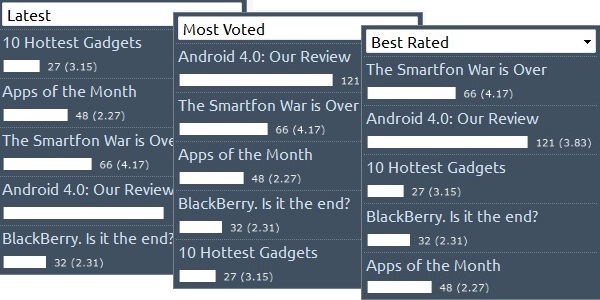 Latest
10 Hottest Gadgets
27 (3.15)
Apps of the Month
48 (2.27)
The Smartfon War is Ove
66 (4.17)
Android 4.0: Our Review
BlackBerry. Is it the end?
32 (2.31)
Most Voted
Android 4.0: Our Review
121
The Smartfon War is Over
66 (4.17)
Apps of the Month
48 (2.27)
BlackBerry. Is it the end?
32 (2.31)
10 Hottest Gadgets
27 (3.15)
Best Rated
The Smartfon War is Over
66 (4.17)
Android 4.0: Our Review
121 (3.83)
10 Hottest Gadgets
27 (3.15)
BlackBerry. Is it the end?
32 (2.31)
Apps of the Month
48 (2.27)